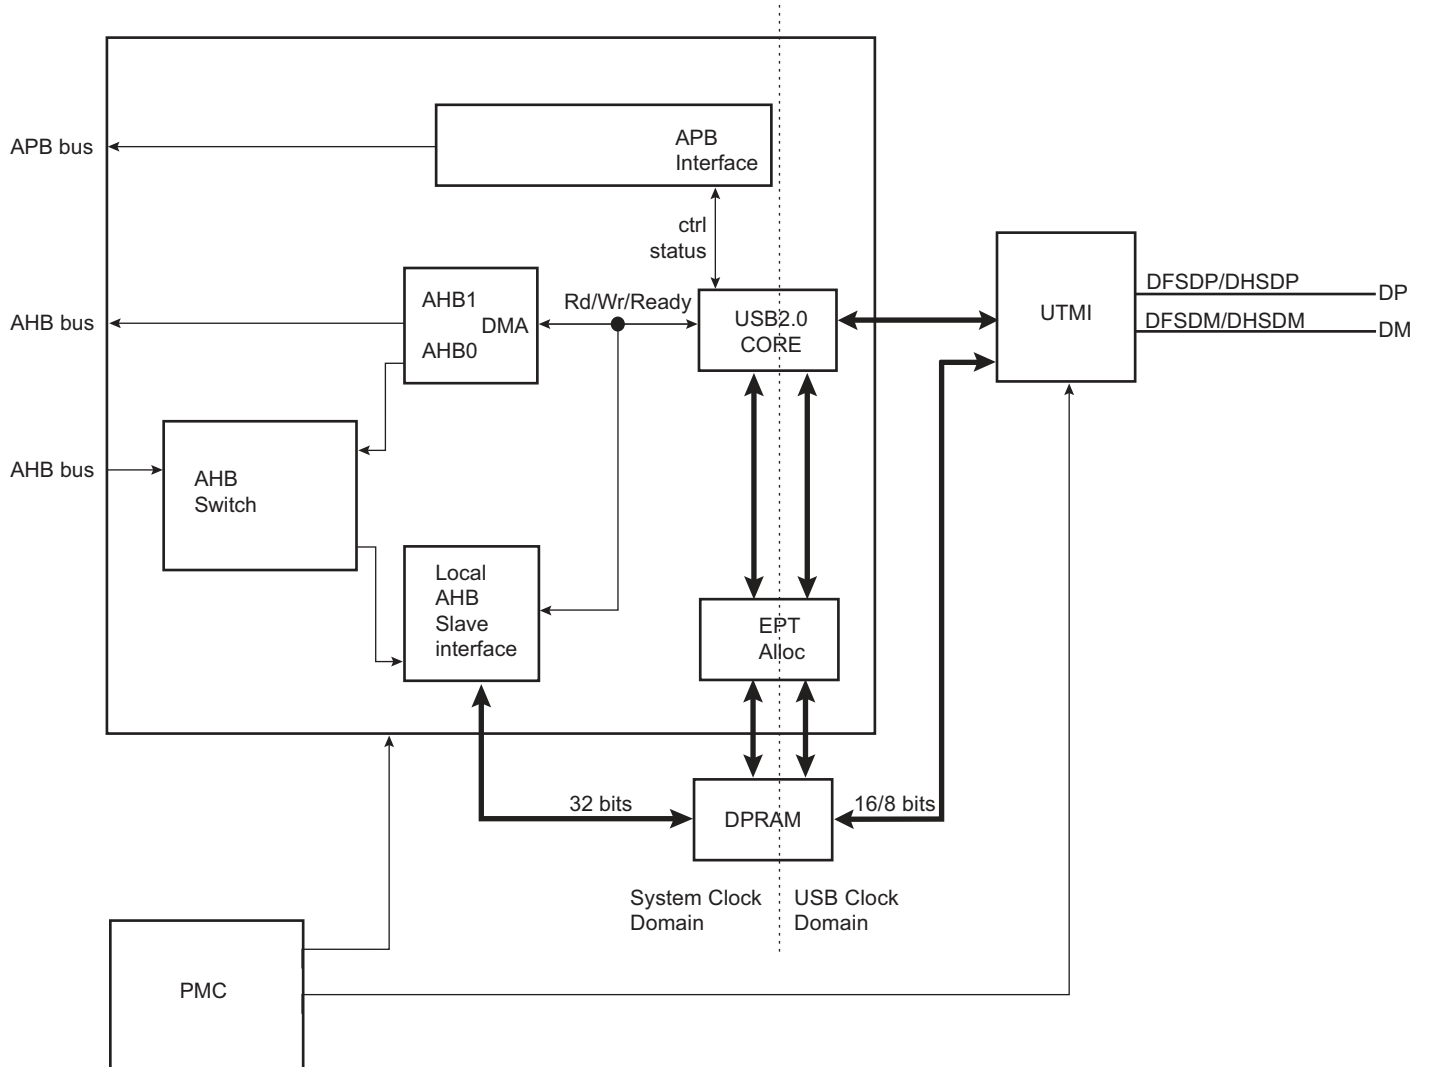 APB bus
APB
Interface
ctrl
status
AHB1
DMA
AHB0
Rd/Wr/Ready
USB2.0
CORE
UTMI
DFSDP/DHSDP
DP
DFSDM/DHSDM
DM
AHB bus
AHB bus
AHB
Switch
Local
AHB
Slave
interface
EPT
Alloc
32 bits
DPRAM
16/8 bits
System Clock
Domain
USB Clock
Domain
PMC